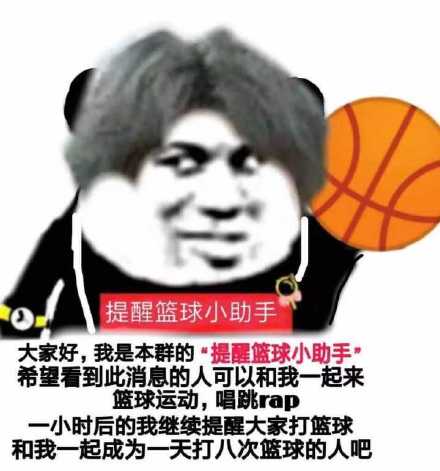 提醒篮球小助手
大家好，我是本群的“提醒篮球小助手”
希望看到此消息的人可以和我一起来
篮球运动，唱跳rap
一小时后的我继续提醒大家打篮球
和我一起成为一天打八次篮球的人吧